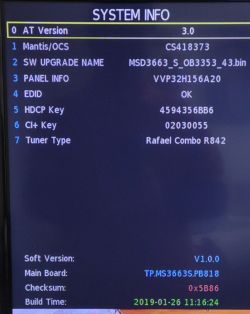 SYSTEM INFO
0 AT Version 3.0
1 Mantis/OCS CS418373
2 SW UPGRADE NAME MSD3663_S_OB3353_43.bin
3 PANEL INFO VVP32H156A20
4 EDID OK
5 HDCP Key 4594356BB6
6 CI+ Key 02030055
7 Tuner Type Rafael Combo R842
Soft Version: V1.0.0
Main Board: TP.MS3663S.PB818
Checksum: 0x5B86
Build Time: 2019-01-26 11:16:24